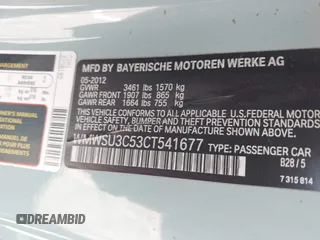 MFD BY BAYERISCHE MOTOREN WERKE AG
05-2012
GVWR 3461 lbs 1570 kg
GAWR FRONT 1907 lbs 865 kg
GAWR REAR 1664 lbs 755 kg
THIS VEHICLE CONFORMS TO ALL APPLICABLE
FEDERAL MOTOR VEHICLE SAFETY,
BUMPER, AND THEFT PREVENTION STANDARDS
IN EFFECT ON THE DATE OF
MANUFACTURE SHOWN ABOVE.
WMWSU3C53CT541677 TYPE: PASSENGER CAR
B28 / 5
7 315 814
DREAMBID